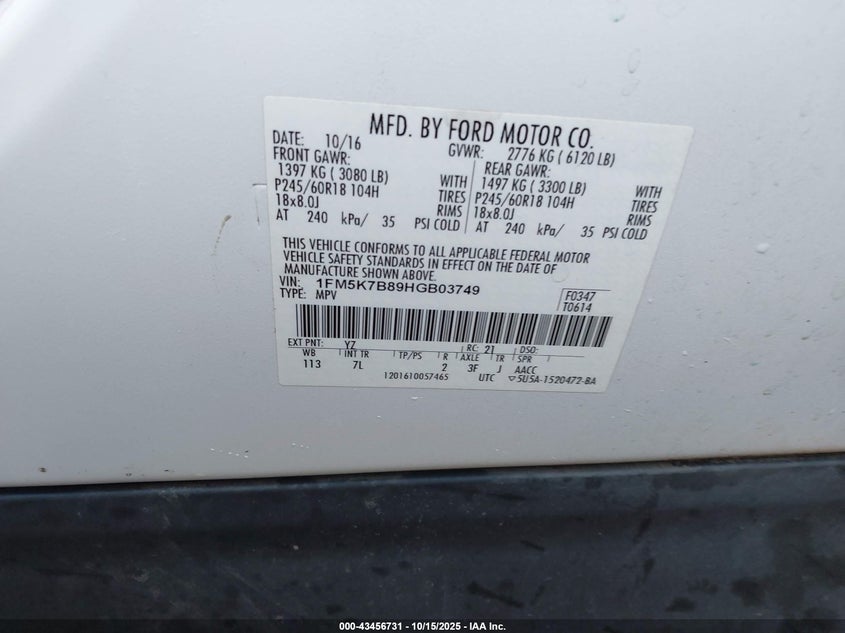 MFD. BY FORD MOTOR CO.
DATE: 10/16 GVWR: 2776 KG ( 6120 LB)
FRONT GAWR: REAR GAWR:
1397 KG ( 3080 LB) WITH 1497 KG ( 3300 LB) WITH
P245/60R18 104H TIRES P245/60R18 104H TIRES
18x8.0J RIMS 18x8.0J RIMS
AT 240 kPa/ 35 PSI COLD AT 240 kPa/ 35 PSI COLD
THIS VEHICLE CONFORMS TO ALL APPLICABLE FEDERAL MOTOR
VEHICLE SAFETY STANDARDS IN EFFECT ON THE DATE OF
MANUFACTURE SHOWN ABOVE.
VIN: 1FM5K7B89HGB03749 F0347
TYPE: MPV T0614
EXT PNT: YZ RC: 21 DSO:
WB INT TR TP/PS R AXLE TR SPR
113 7L 2 3F J AACC
1201610057465 UTC ▽5U5A-1520472-BA
000-43456731 - 10/15/2025 - IAA Inc.